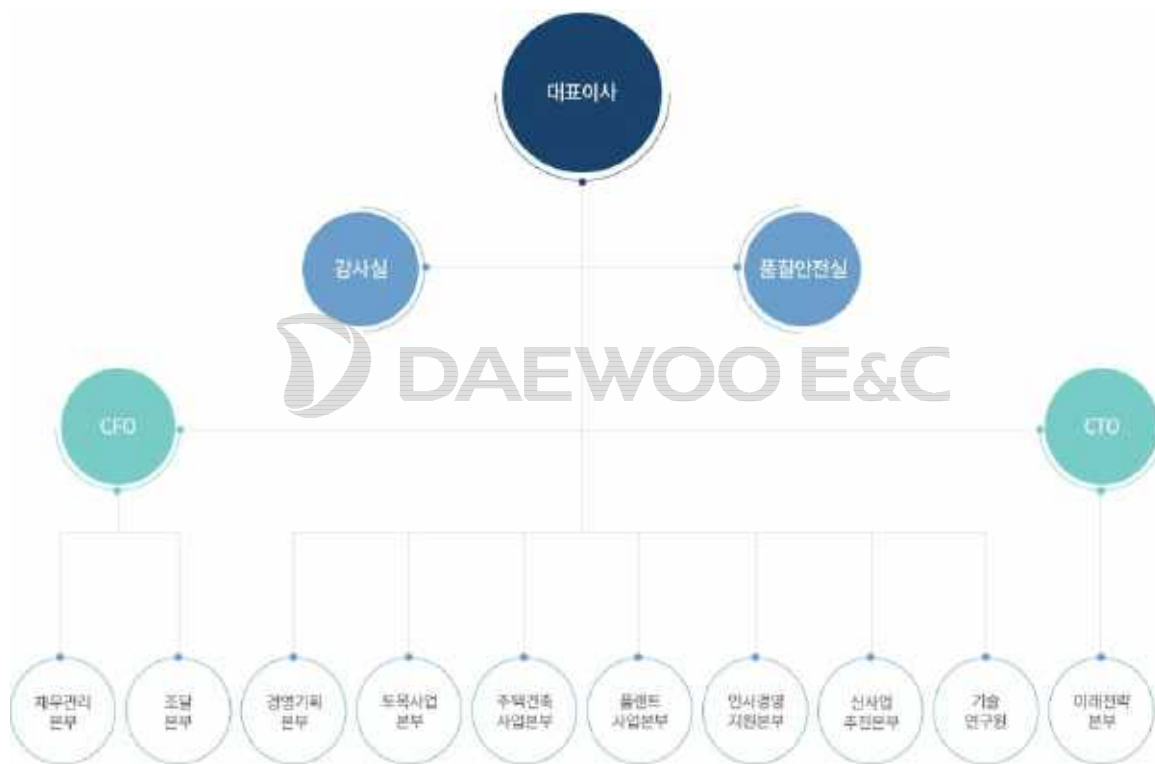 대표이사
감사실
품질안전실
DAEWOO E&C
CFO
CTO
재무관리
본부
조달
본부
경영기획
본부
토목사업
본부
주택건축
사업본부
플랜트
사업본부
인사경영
지원본부
신사업
추진본부
기술
연구원
미래전략
본부